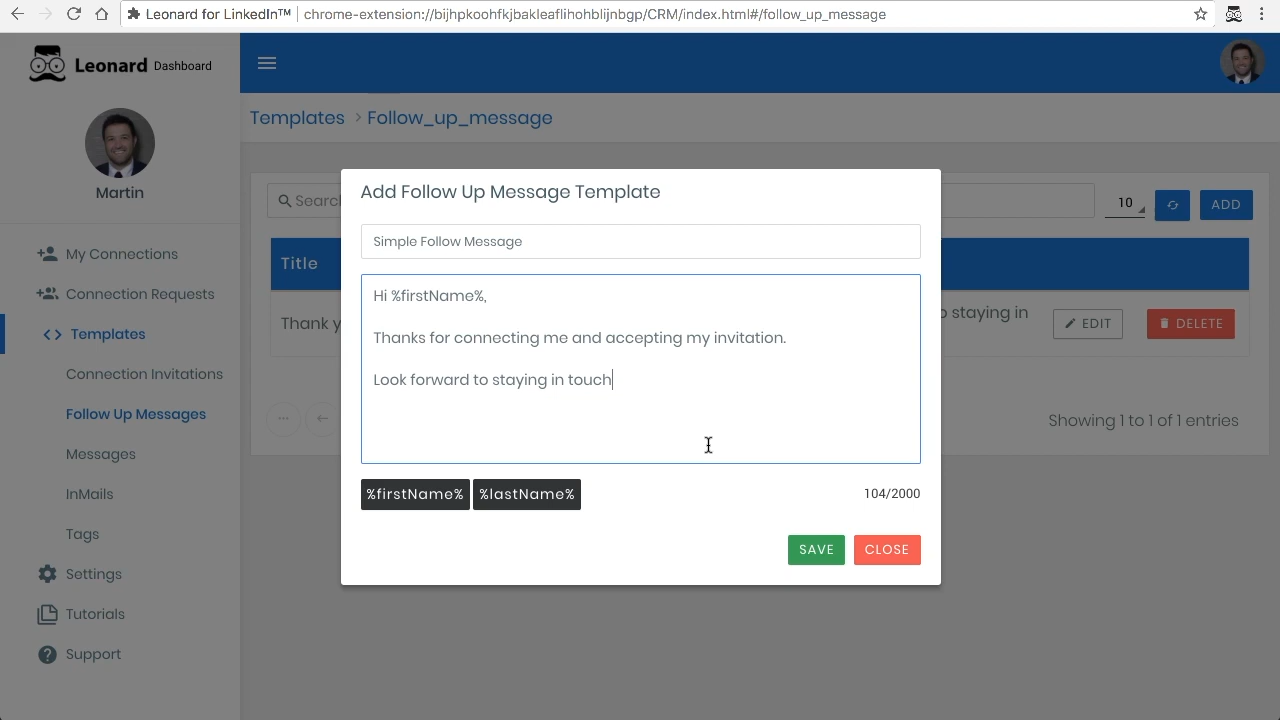 Leonard for LinkedIn™ | chrome-extension://bijhpkoohfkjbakleaflihohblijnbgp/CRM/index.html#/follow_up_message
Leonard Dashboard
Martin
My Connections
Connection Requests
Templates
Connection Invitations
Follow Up Messages
Messages
InMails
Tags
Settings
Tutorials
Support
Templates > Follow_up_message
Search
10
ADD
Title
Thank y
o staying in
EDIT
DELETE
Showing 1 to 1 of 1 entries
Add Follow Up Message Template
Simple Follow Message
Hi %firstName%,
Thanks for connecting me and accepting my invitation.
Look forward to staying in touch
%firstName% %lastName%
104/2000
SAVE CLOSE